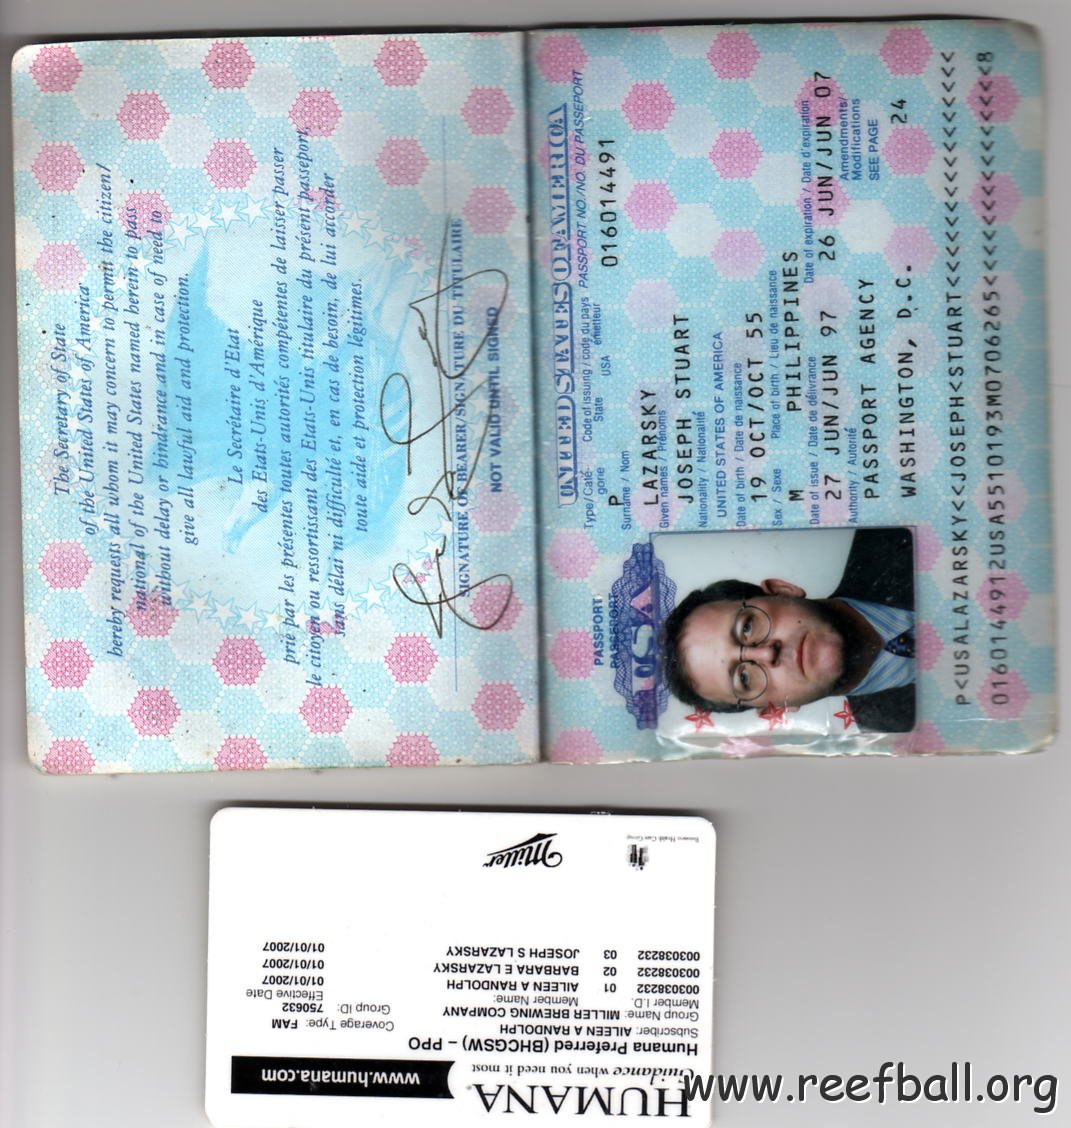 The Secretary of State
of the United States of America
hereby requests all whom it may concern to permit the citizen/
national of the United States named herein to pass
without delay or hindrance and in case of need to
give all lawful aid and protection.
Le Secrétaire d'Etat
des Etats-Unis d'Amérique
prie par les présentes toutes autorités compétentes de laisser passer
le citoyen ou ressortissant des Etats-Unis titulaire du présent passeport,
sans délai ni difficulté et, en cas de besoin, de lui accorder
toute aide et protection légitimes.
SIGNATURE OF BEARER/SIGNATURE DU TITULAIRE
NOT VALID UNTIL SIGNED
PASSPORT
PASSEPORT
USA
UNITED STATES OF AMERICA
Type/Caté-gorie Code of issuing / code du pays PASSPORT NO./NO. DU PASSEPORT
State USA émetteur
P 016014491
Surname / Nom
LAZARSKY
Given names / Prénoms
JOSEPH STUART
Nationality / Nationalité
UNITED STATES OF AMERICA
Date of birth / Date de naissance
19 OCT/OCT 55
Sex / Sexe Place of birth / Lieu de naissance
M PHILIPPINES
Date of issue / Date de délivrance Date of expiration / Date d'expiration
27 JUN/JUN 97 26 JUN/JUN 07
Authority / Autorité Amendments/
Modifications
PASSPORT AGENCY SEE PAGE
WASHINGTON, D.C. 24
P<USALAZARSKY<<JOSEPH<STUART<<<<<<<<<<<<<<<<
0160144912USA5510193M0706265<<<<<<<<<<<<<<<8
HUMANA
Guidance when you need it most
www.humana.com
Humana Preferred (BHCGSW) – PPO
Subscriber: AILEEN A RANDOLPH Coverage Type: FAM
Group Name: MILLER BREWING COMPANY Group ID: 750632
Member I.D. Member Name: Effective Date
003038232 01 AILEEN A RANDOLPH 01/01/2007
003038232 02 BARBARA E LAZARSKY 01/01/2007
003038232 03 JOSEPH S LAZARSKY 01/01/2007
Miller
www.reefball.org